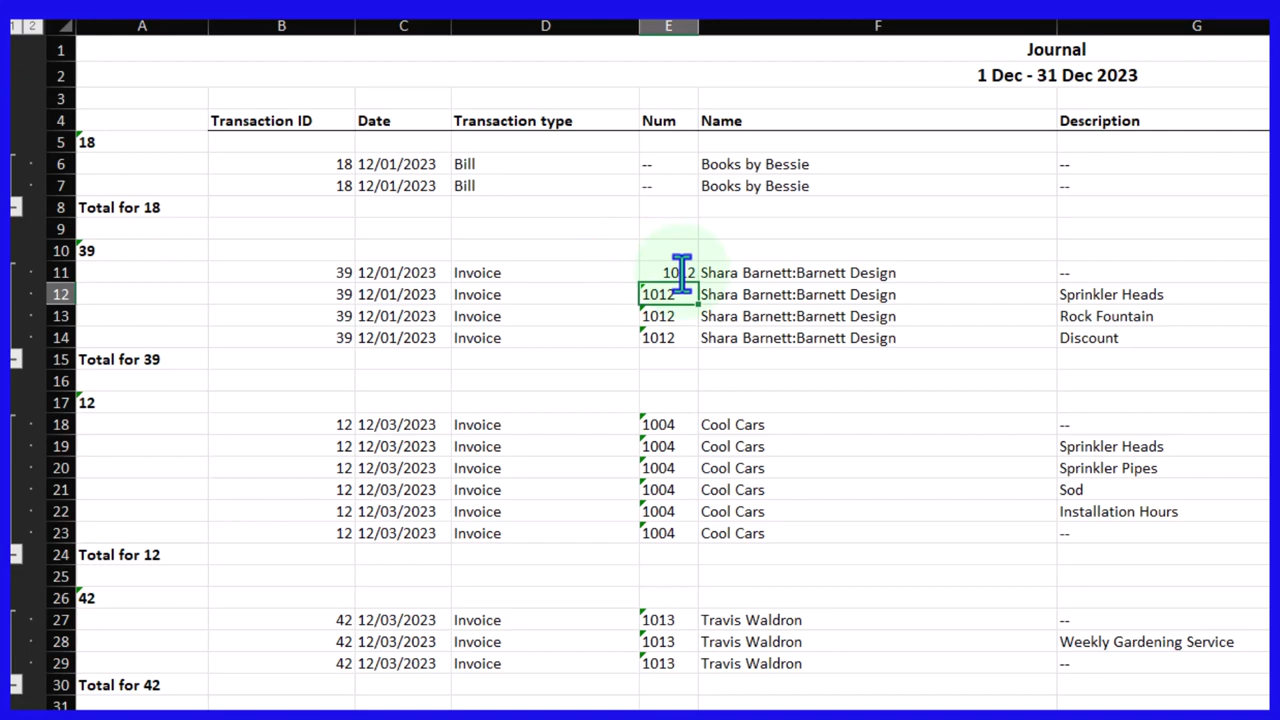 1 2 A B C D E F G
1 Journal
2 1 Dec - 31 Dec 2023
3
4 Transaction ID Date Transaction type Num Name Description
5 18
6 18 12/01/2023 Bill -- Books by Bessie --
7 18 12/01/2023 Bill -- Books by Bessie --
8 Total for 18
9
10 39
11 39 12/01/2023 Invoice 1012 Shara Barnett:Barnett Design --
12 39 12/01/2023 Invoice 1012 Shara Barnett:Barnett Design Sprinkler Heads
13 39 12/01/2023 Invoice 1012 Shara Barnett:Barnett Design Rock Fountain
14 39 12/01/2023 Invoice 1012 Shara Barnett:Barnett Design Discount
15 Total for 39
16
17 12
18 12 12/03/2023 Invoice 1004 Cool Cars --
19 12 12/03/2023 Invoice 1004 Cool Cars Sprinkler Heads
20 12 12/03/2023 Invoice 1004 Cool Cars Sprinkler Pipes
21 12 12/03/2023 Invoice 1004 Cool Cars Sod
22 12 12/03/2023 Invoice 1004 Cool Cars Installation Hours
23 12 12/03/2023 Invoice 1004 Cool Cars --
24 Total for 12
25
26 42
27 42 12/03/2023 Invoice 1013 Travis Waldron --
28 42 12/03/2023 Invoice 1013 Travis Waldron Weekly Gardening Service
29 42 12/03/2023 Invoice 1013 Travis Waldron --
30 Total for 42
31